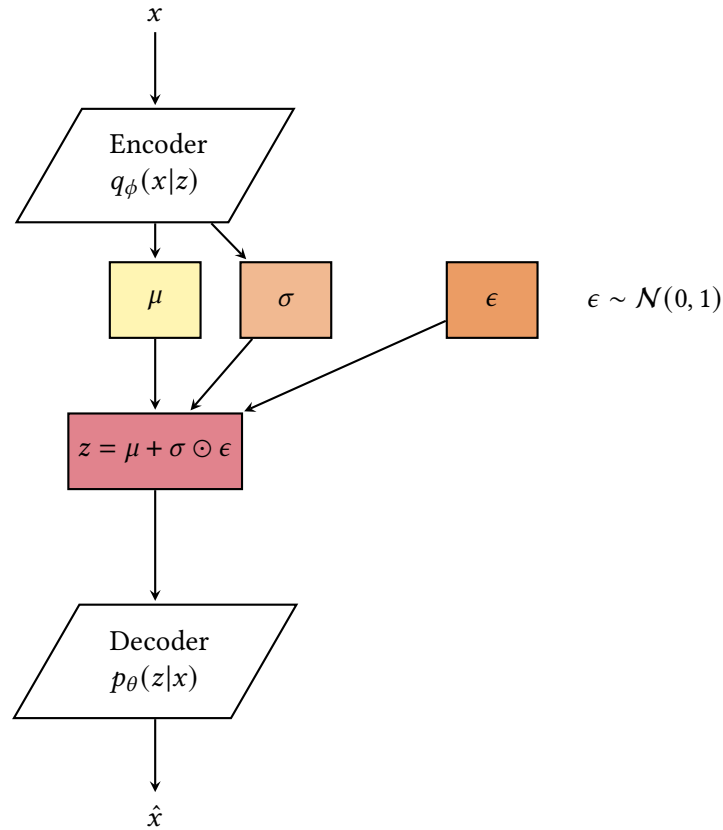 x
Encoder
qϕ(x|z)
μ
σ
ϵ
ϵ ∼ 𝒩(0, 1)
z = μ + σ ⊙ ϵ
Decoder
pθ(z|x)
x̂